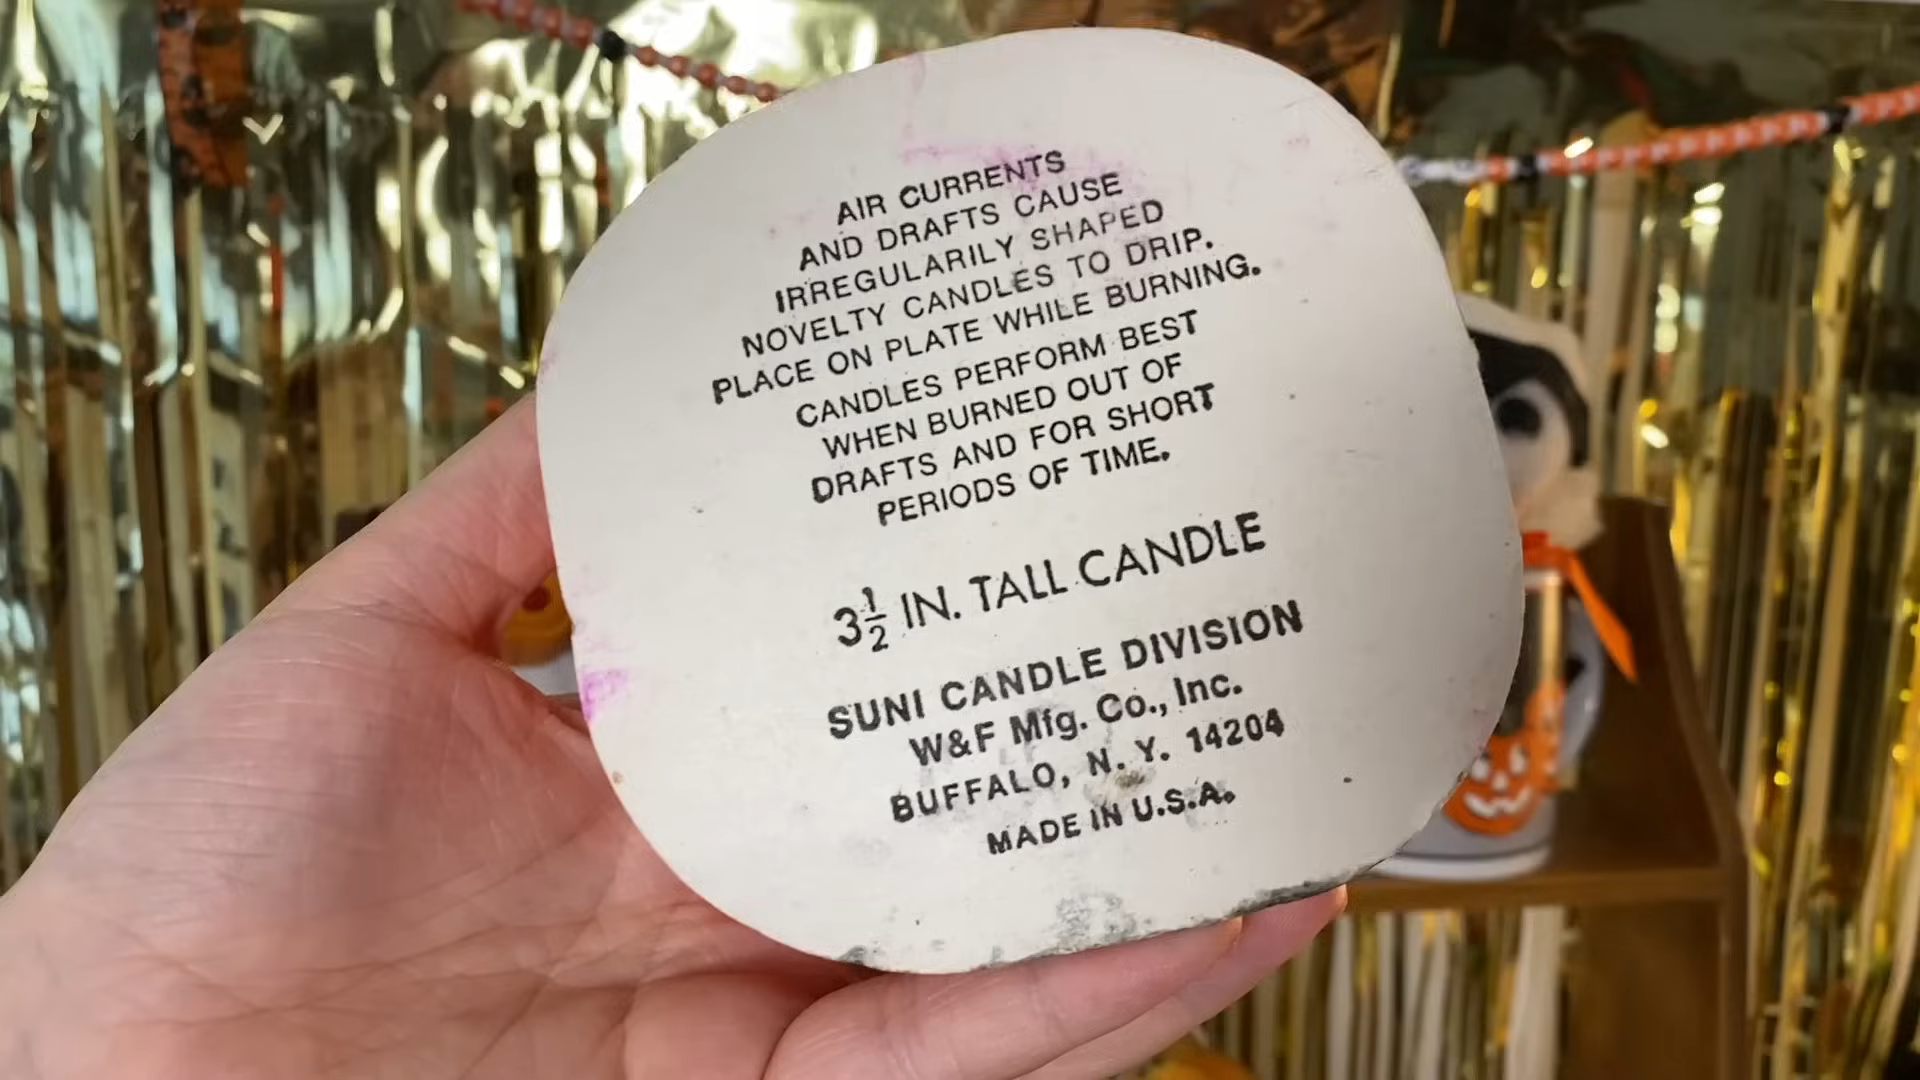 AIR CURRENTS
AND DRAFTS CAUSE
IRREGULARILY SHAPED
NOVELTY CANDLES TO DRIP.
PLACE ON PLATE WHILE BURNING.
CANDLES PERFORM BEST
WHEN BURNED OUT OF
DRAFTS AND FOR SHORT
PERIODS OF TIME.
3½ IN. TALL CANDLE
SUNI CANDLE DIVISION
W&F Mfg. Co., Inc.
BUFFALO, N. Y. 14204
MADE IN U.S.A.